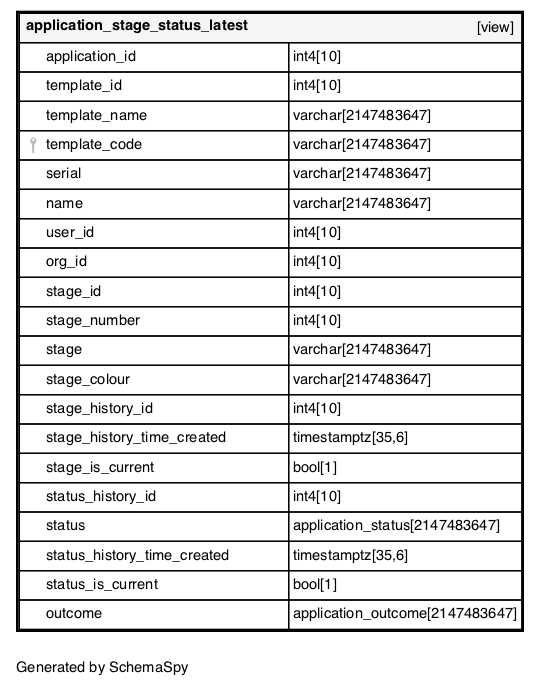 application_stage_status_latest [view]
application_id int4[10]
template_id int4[10]
template_name varchar[2147483647]
template_code varchar[2147483647]
serial varchar[2147483647]
name varchar[2147483647]
user_id int4[10]
org_id int4[10]
stage_id int4[10]
stage_number int4[10]
stage varchar[2147483647]
stage_colour varchar[2147483647]
stage_history_id int4[10]
stage_history_time_created timestamptz[35,6]
stage_is_current bool[1]
status_history_id int4[10]
status application_status[2147483647]
status_history_time_created timestamptz[35,6]
status_is_current bool[1]
outcome application_outcome[2147483647]
Generated by SchemaSpy